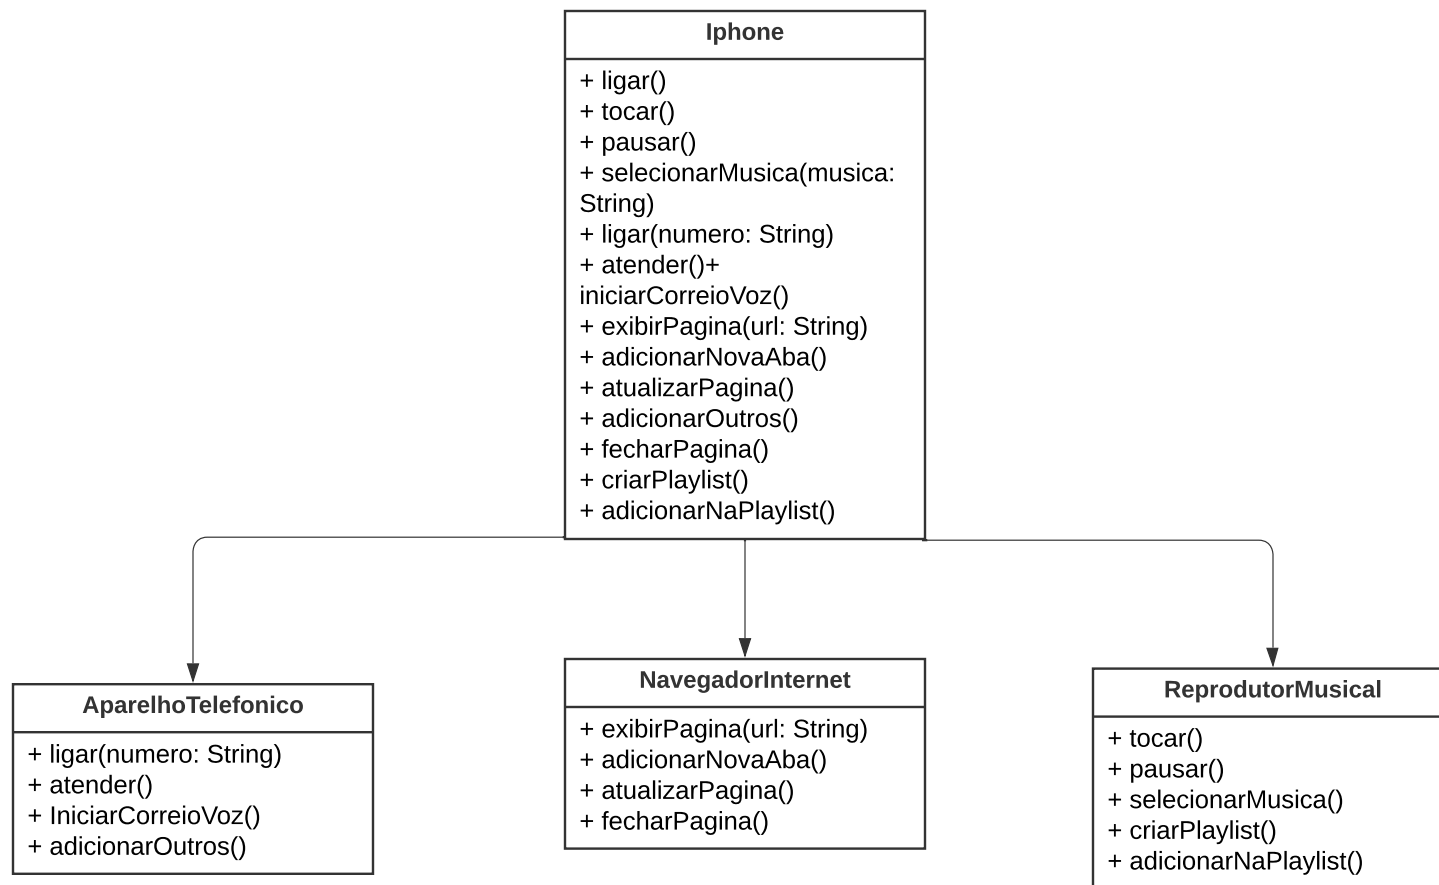 Iphone
+ ligar()
+ tocar()
+ pausar()
+ selecionarMusica(musica:
String)
+ ligar(numero: String)
+ atender()+
iniciarCorreioVoz()
+ exibirPagina(url: String)
+ adicionarNovaAba()
+ atualizarPagina()
+ adicionarOutros()
+ fecharPagina()
+ criarPlaylist()
+ adicionarNaPlaylist()
AparelhoTelefonico
+ ligar(numero: String)
+ atender()
+ IniciarCorreioVoz()
+ adicionarOutros()
NavegadorInternet
+ exibirPagina(url: String)
+ adicionarNovaAba()
+ atualizarPagina()
+ fecharPagina()
ReprodutorMusical
+ tocar()
+ pausar()
+ selecionarMusica()
+ criarPlaylist()
+ adicionarNaPlaylist()